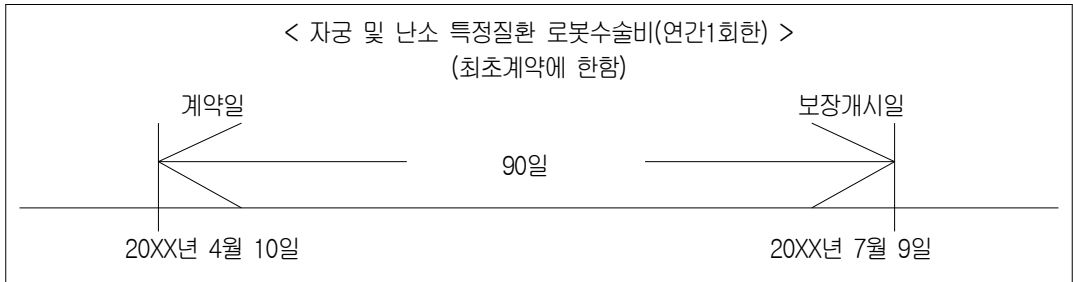 < 자궁 및 난소 특정질환 로봇수술비(연간1회한) >
(최초계약에 한함)
계약일 보장개시일
90일
20XX년 4월 10일 20XX년 7월 9일